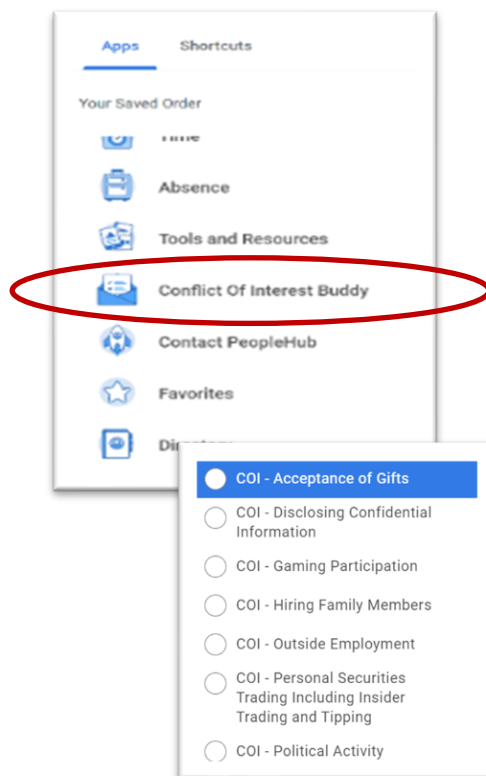 Apps Shortcuts
Your Saved Order
Absence
Tools and Resources
Conflict Of Interest Buddy
Contact PeopleHub
Favorites
COI - Acceptance of Gifts
COI - Disclosing Confidential
Information
COI - Gaming Participation
COI - Hiring Family Members
COI - Outside Employment
COI - Personal Securities
Trading Including Insider
Trading and Tipping
COI - Political Activity